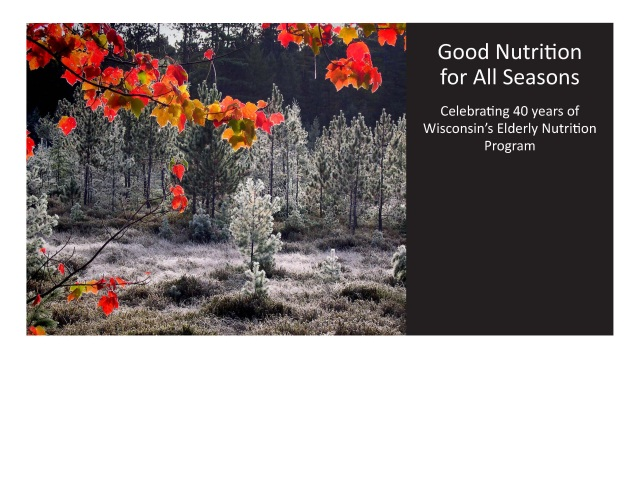 Good Nutrition
for All Seasons
Celebrating 40 years of
Wisconsin's Elderly Nutrition
Program